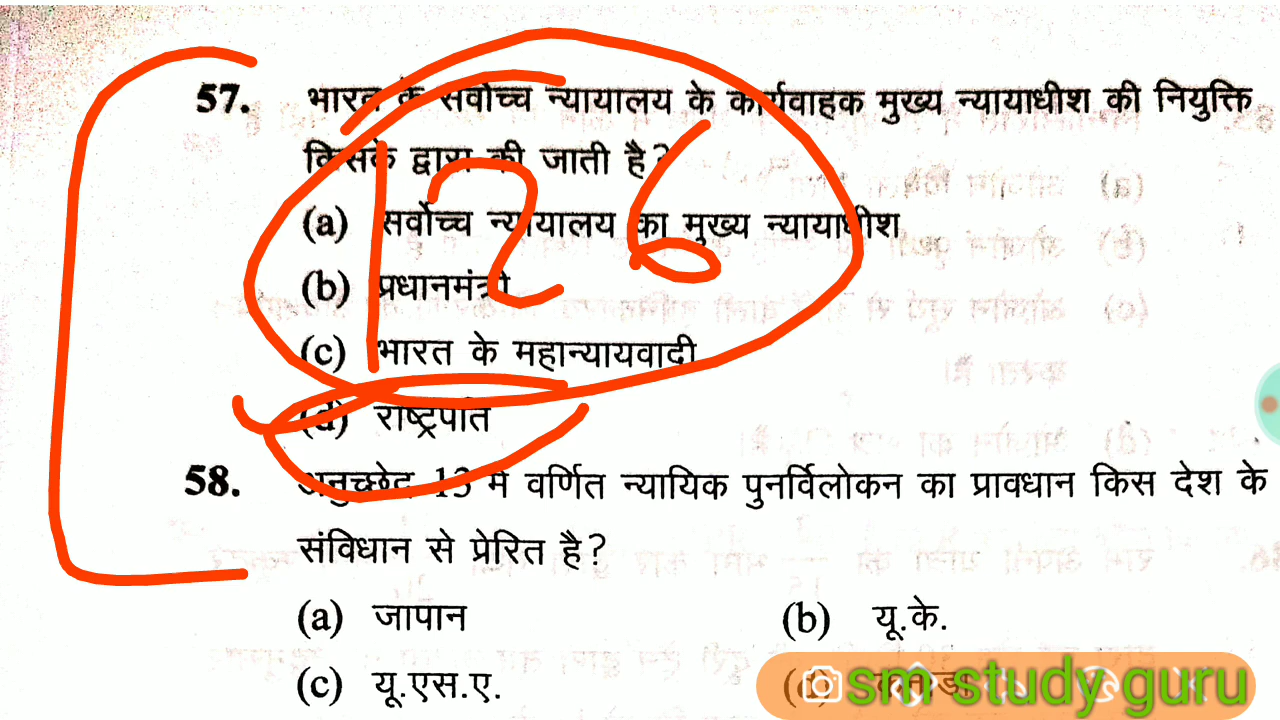 57. भारत के सर्वोच्च न्यायालय के कार्यवाहक मुख्य न्यायाधीश की नियुक्ति
किसके द्वारा की जाती है?
126
(a) सर्वोच्च न्यायालय का मुख्य न्यायाधीश
(b) प्रधानमंत्री
(c) भारत के महान्यायवादी
(d) राष्ट्रपति
58. अनुच्छेद 13 में वर्णित न्यायिक पुनर्विलोकन का प्रावधान किस देश के
संविधान से प्रेरित है?
(a) जापान (b) यू.के.
(c) यू.एस.ए. (d) कनाडा
sm study guru